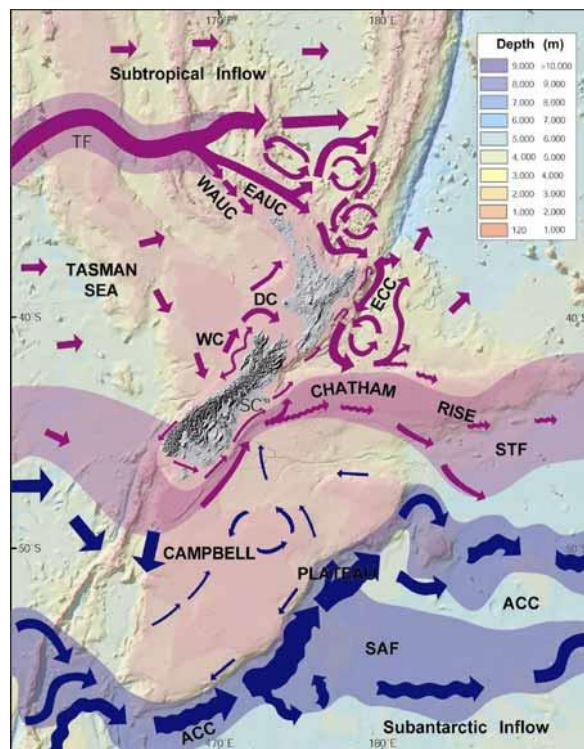 170°E
180°E
Subtropical Inflow
Depth (m)
9,000 >10,000
8,000 9,000
7,000 8,000
6,000 7,000
5,000 6,000
4,000 5,000
3,000 4,000
2,000 3,000
1,000 2,000
120 1,000
TF
WAUC
EAUC
TASMAN
SEA
DC
ECC
40°S
WC
CHATHAM
SC
RISE
STF
50°S
CAMPBELL
PLATEAU
ACC
SAF
ACC
Subantarctic Inflow
170°E
180°E